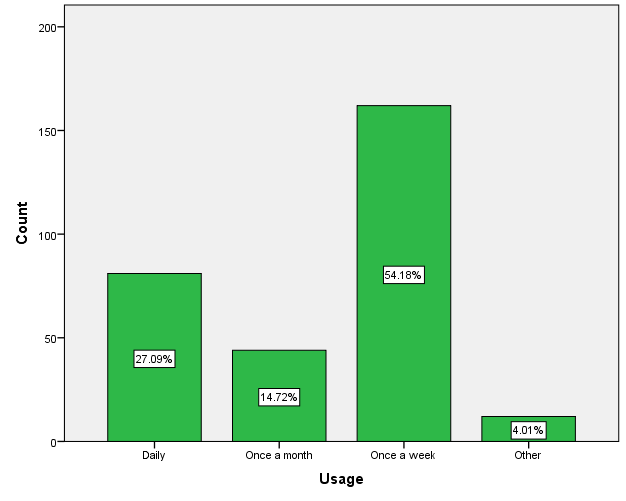 200
150
100
50
0
Count
27.09%
14.72%
54.18%
4.01%
Daily
Once a month
Once a week
Other
Usage